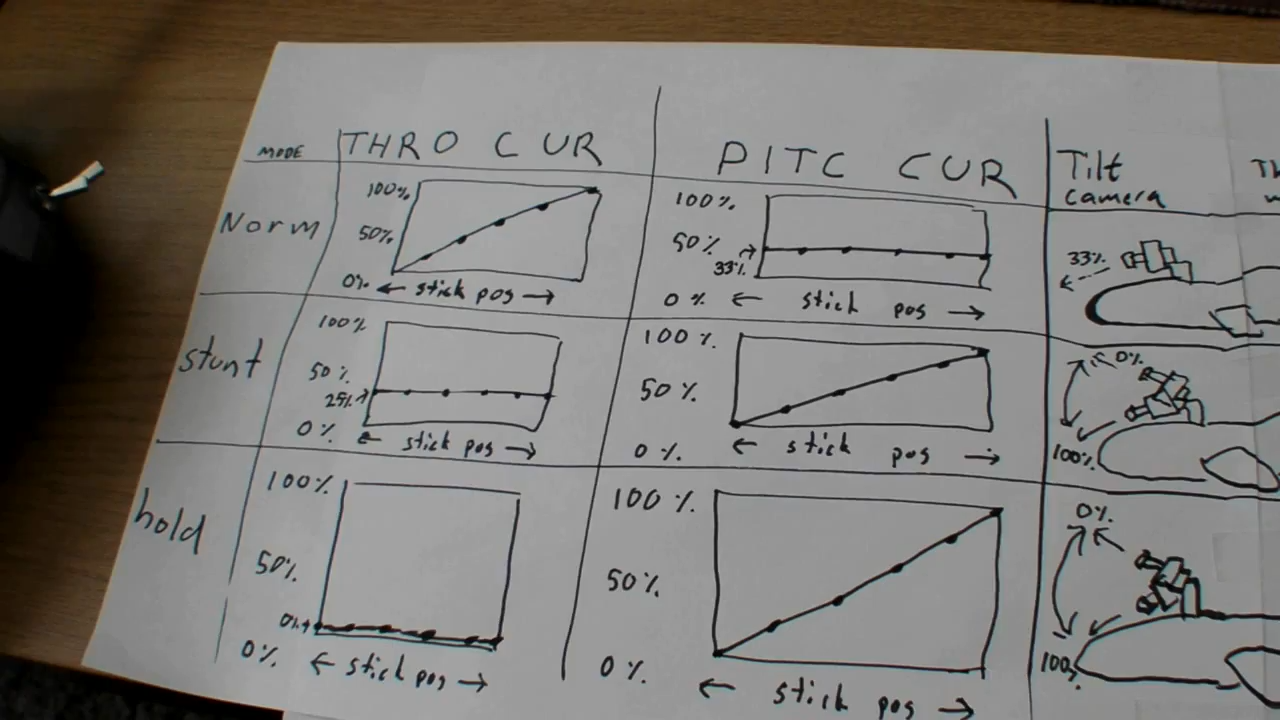 MODE THRO CUR PITC CUR Tilt
camera
Norm
100%
50%
0%
← stick pos →
100%.
50%
33%
0% ← stick pos →
33%.
stunt
100%
50%.
25%
0%
← stick pos →
100%.
50%
0%.
← stick pos →
0%.
100%
hold
100%.
50%.
0%
0%.
← stick pos →
100%.
50%.
0%.
← stick pos →
0%.
100%